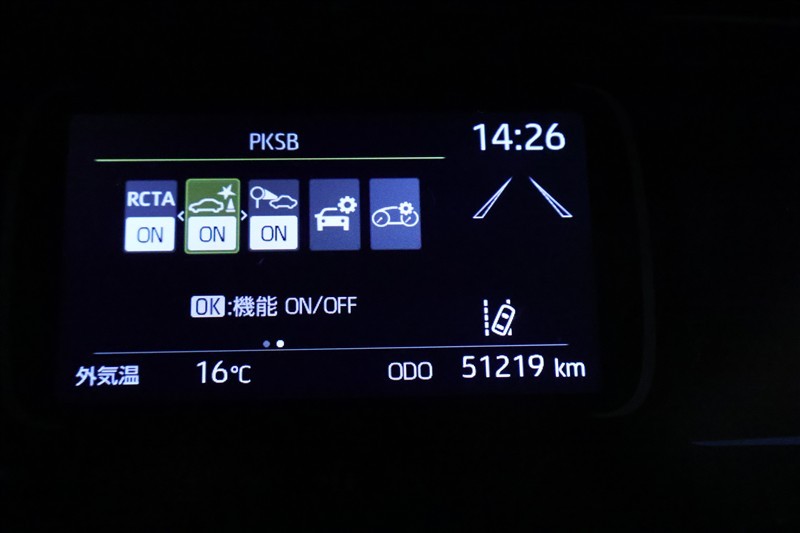 PKSB
14:26
RCTA
ON
ON
ON
OK:機能 ON/OFF
外気温 16℃ ODO 51219 km